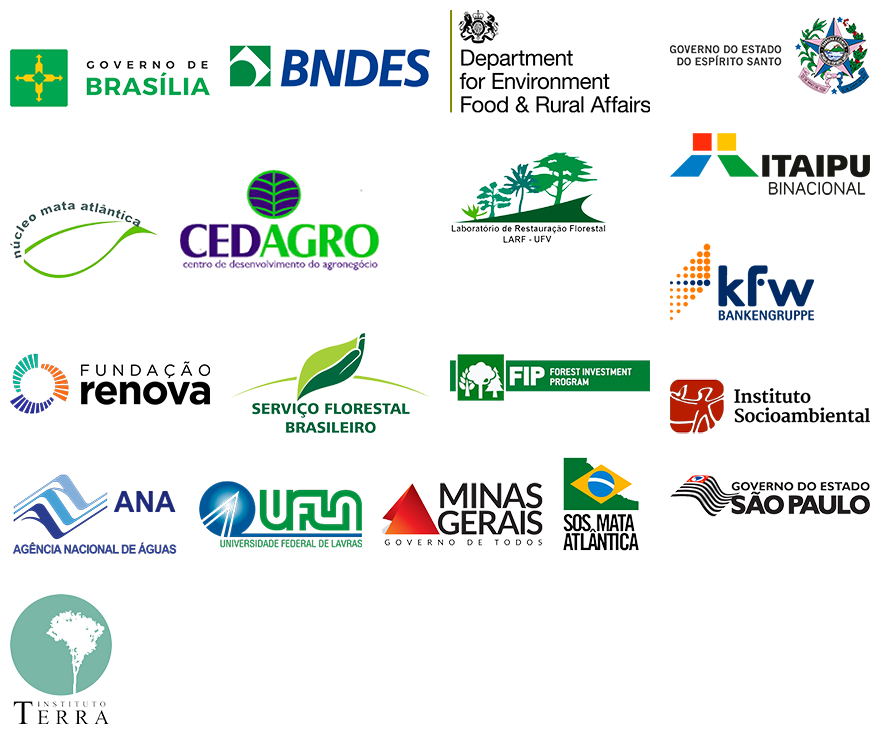 GOVERNO DE
BRASÍLIA
BNDES
Department
for Environment
Food & Rural Affairs
GOVERNO DO ESTADO
DO ESPÍRITO SANTO
núcleo mata atlântica
CEDAGRO
centro de desenvolvimento do agronegócio
Laboratório de Restauração Florestal
LARF - UFV
ITAIPU
BINACIONAL
kfw
BANKENGRUPPE
FUNDAÇÃO
renova
SERVIÇO FLORESTAL
BRASILEIRO
FIP
FOREST INVESTMENT
PROGRAM
Instituto
Socioambiental
ANA
AGÊNCIA NACIONAL DE ÁGUAS
UFLA
UNIVERSIDADE FEDERAL DE LAVRAS
MINAS
GERAIS
GOVERNO DE TODOS
SOS MATA
ATLÂNTICA
GOVERNO DO ESTADO
SÃO PAULO
INSTITUTO
TERRA